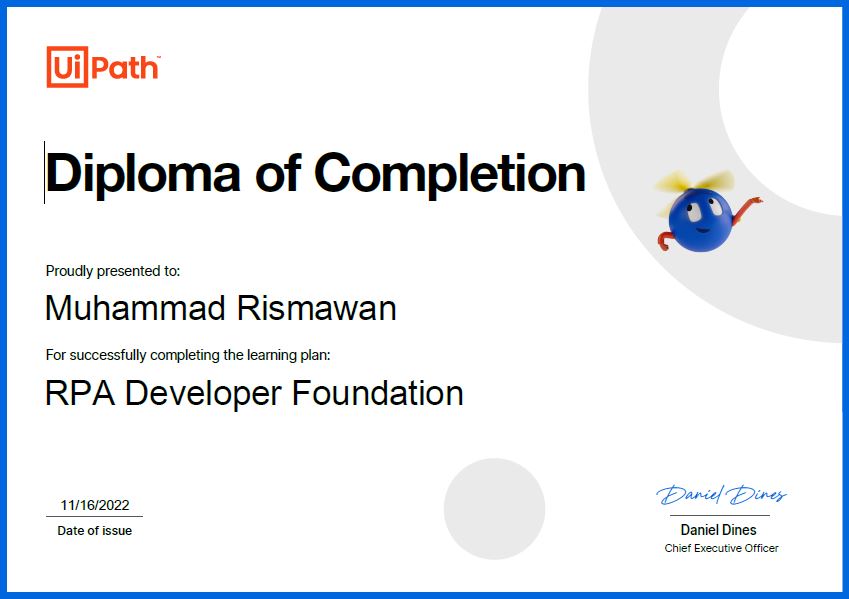 UiPath™
Diploma of Completion
Proudly presented to:
Muhammad Rismawan
For successfully completing the learning plan:
RPA Developer Foundation
11/16/2022
Date of issue
Daniel Dines
Daniel Dines
Chief Executive Officer